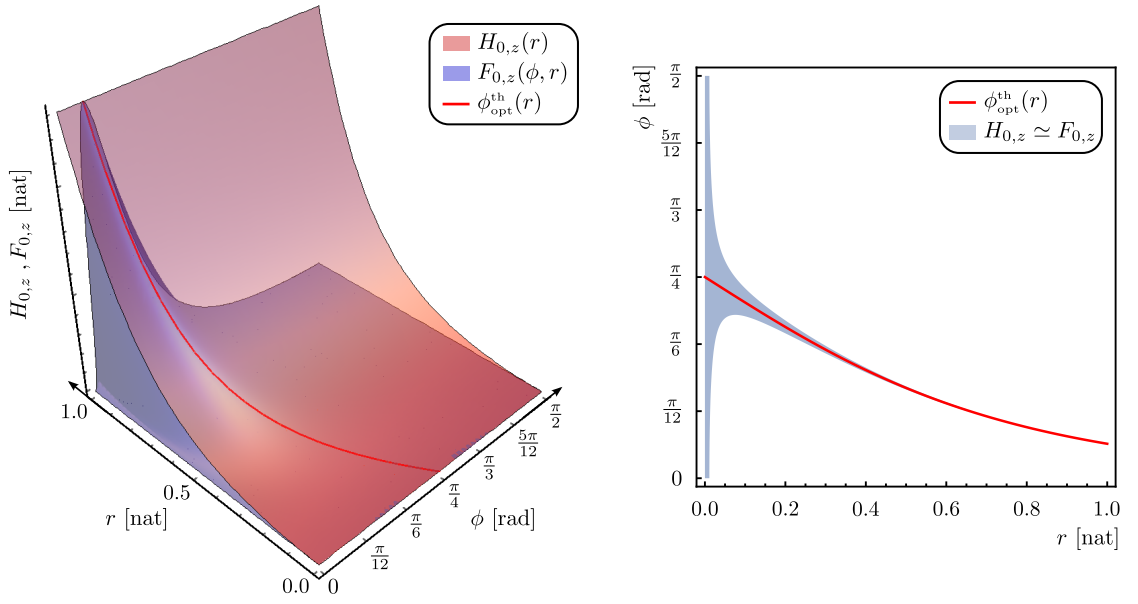 H_{0,z}(r)
F_{0,z}(ϕ, r)
ϕ_{opt}^{th}(r)
H_{0,z} , F_{0,z} [nat]
1.0
0.5
0.0
r [nat]
0
π/12
π/6
π/4
π/3
5π/12
π/2
ϕ [rad]
ϕ [rad]
π/2
5π/12
π/3
π/4
π/6
π/12
0
ϕ_{opt}^{th}(r)
H_{0,z} ≃ F_{0,z}
0.0 0.2 0.4 0.6 0.8 1.0
r [nat]